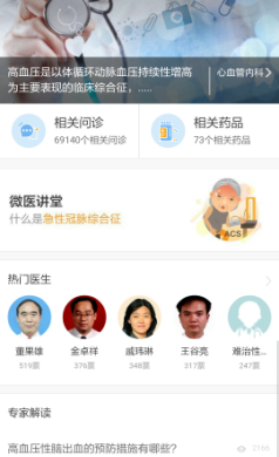 高血压是以体循环动脉血压持续性增高
为主要表现的临床综合征，.....
心血管内科 >
相关问诊
69140个相关问诊
相关药品
73个相关药品
微医讲堂
什么是急性冠脉综合征
ACS
热门医生
董果雄
金卓祥
戚玮琳
王谷亮
难治性...
519票
376票
348票
317票
247票
专家解读
高血压性脑出血的预防措施有哪些?
2166